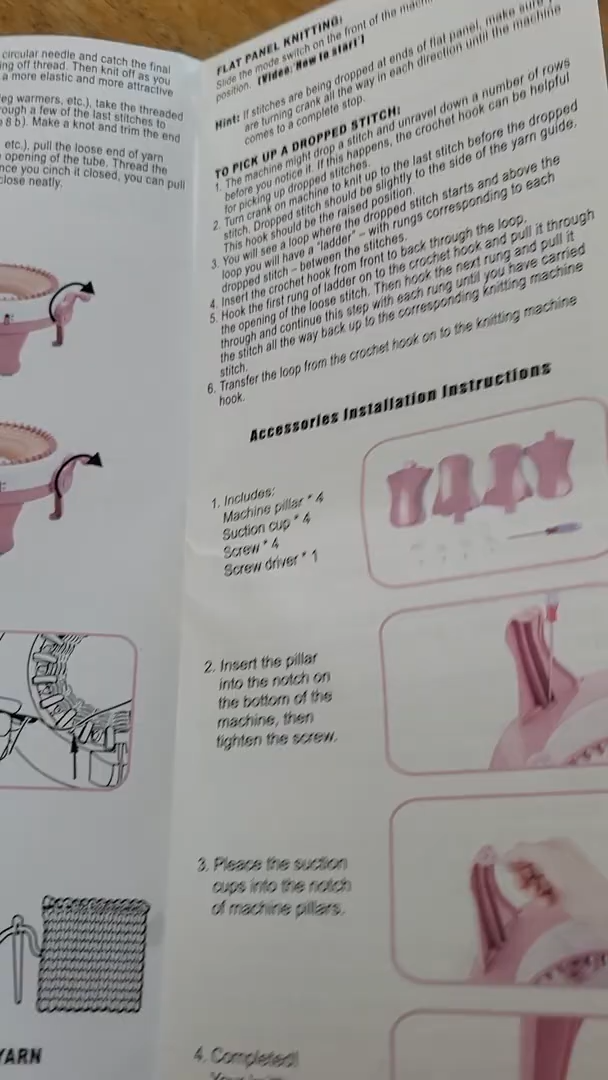 circular needle and catch the final
ing off thread. Then knit off as you
a more elastic and more attractive
leg warmers, etc.), take the threaded
rough a few of the last stitches to
8 b). Make a knot and trim the end
etc.), pull the loose end of yarn
opening of the tube. Thread the
nce you cinch it closed, you can pull
close neatly.
YARN
FLAT PANEL KNITTING:
Slide the mode switch on the front of the
position. [Video:'How to start']
Hint: If stitches are being dropped at ends of flat panel, make sure
are turning crank all the way in each direction until the machine
comes to a complete stop.
TO PICK UP A DROPPED STITCH:
1. The machine might drop a stitch and unravel down a number of rows
before you notice it. If this happens, the crochet hook can be helpful
for picking up dropped stitches.
2. Turn crank on machine to knit up to the last stitch before the dropped
stitch. Dropped stitch should be slightly to the side of the yarn guide.
This hook should be the raised position.
3. You will see a loop where the dropped stitch starts and above the
loop you will have a "ladder" – with rungs corresponding to each
dropped stitch – between the stitches.
4. Insert the crochet hook from front to back through the loop.
5. Hook the first rung of ladder on to the crochet hook and pull it through
the opening of the loose stitch. Then hook the next rung and pull it
through and continue this step with each rung until you have carried
the stitch all the way back up to the corresponding knitting machine
stitch.
6. Transfer the loop from the crochet hook on to the knitting machine
hook.
Accessories Installation Instructions
1. Includes:
Machine pillar * 4
Suction cup * 4
Screw * 4
Screw driver * 1
2. Insert the pillar
into the notch on
the bottom of the
machine, then
tighten the screw.
3. Pleace the suction
cups into the notch
of machine pillars.
4. Completed!